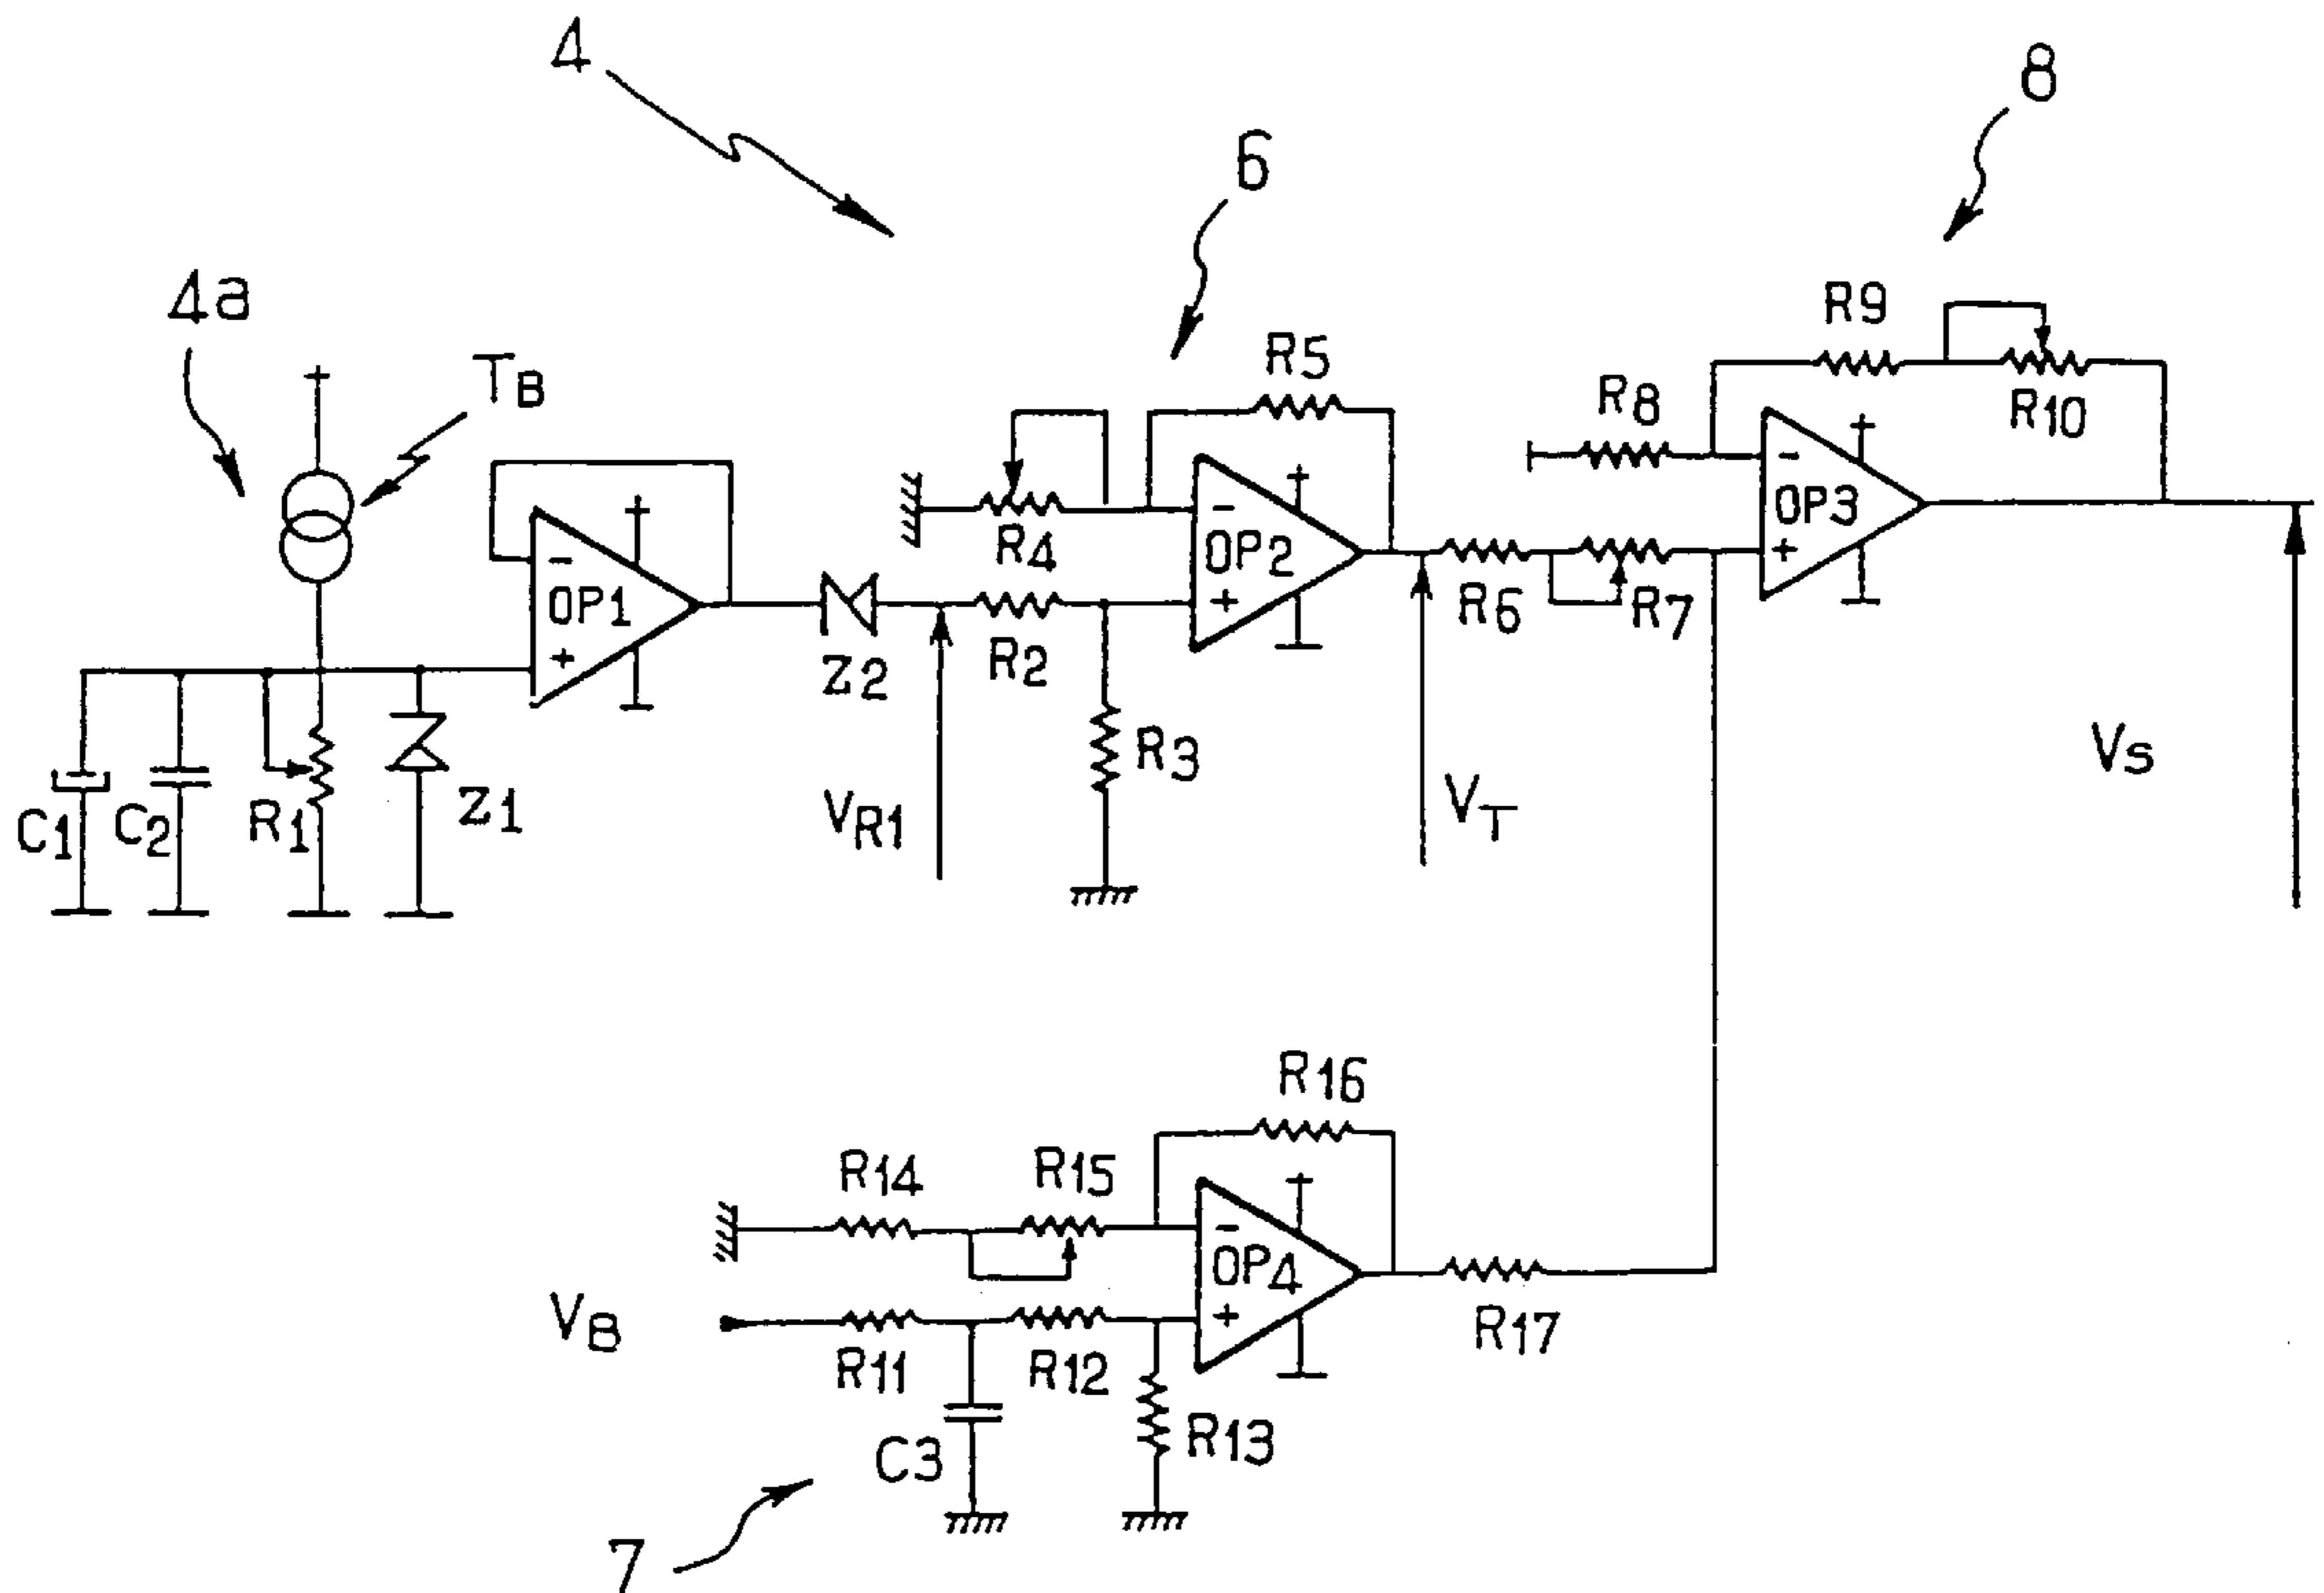 4
8
6
4a
TB
R9
R5
R8
R10
- OP3 +
- OP2 +
R4
- OP1 +
R6
R7
Z2
R2
R3
C1
C2
R1
Z1
VR1
VT
VS
R16
R14
R15
- OP4 +
VB
R11
R12
R17
C3
R13
7